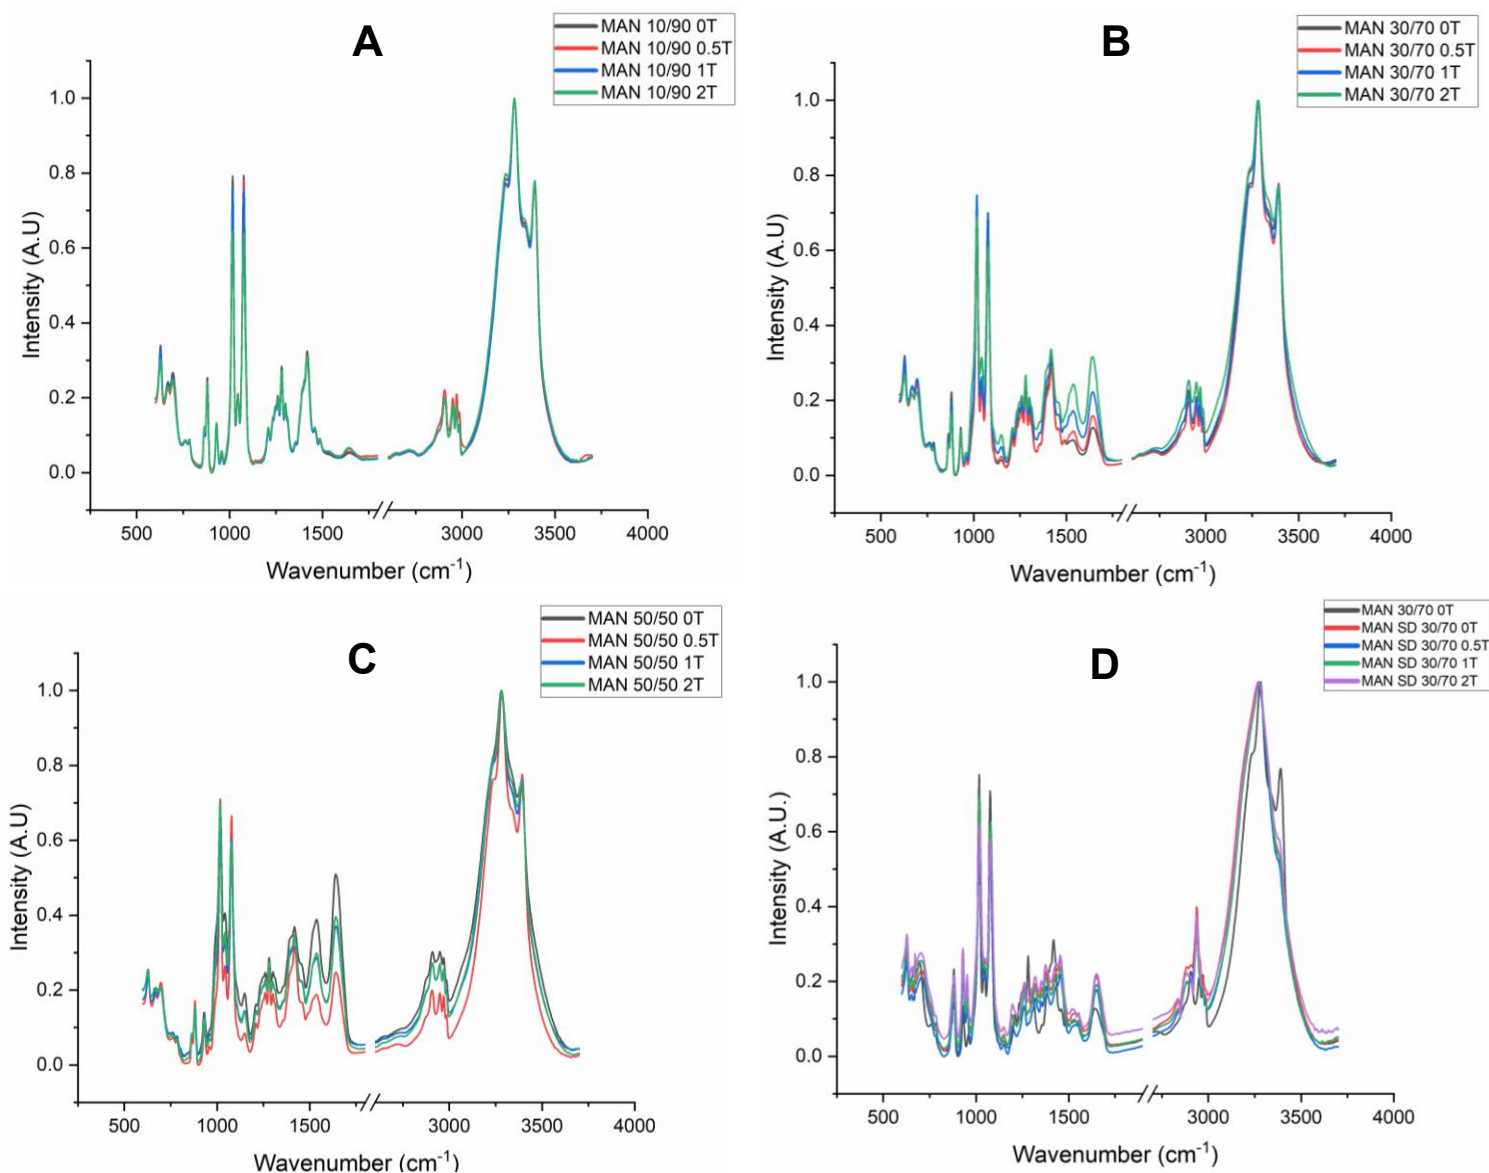 A
MAN 10/90 0T
MAN 10/90 0.5T
MAN 10/90 1T
MAN 10/90 2T
Intensity (A.U)
1.0
0.8
0.6
0.4
0.2
0.0
500 1000 1500 3000 3500 4000
Wavenumber (cm-1)
B
MAN 30/70 0T
MAN 30/70 0.5T
MAN 30/70 1T
MAN 30/70 2T
Intensity (A.U)
1.0
0.8
0.6
0.4
0.2
0.0
500 1000 1500 3000 3500 4000
Wavenumber (cm-1)
C
MAN 50/50 0T
MAN 50/50 0.5T
MAN 50/50 1T
MAN 50/50 2T
Intensity (A.U)
1.0
0.8
0.6
0.4
0.2
0.0
500 1000 1500 3000 3500 4000
Wavenumber (cm-1)
D
MAN 30/70 0T
MAN SD 30/70 0T
MAN SD 30/70 0.5T
MAN SD 30/70 1T
MAN SD 30/70 2T
Intensity (A.U.)
1.0
0.8
0.6
0.4
0.2
0.0
500 1000 1500 3000 3500 4000
Wavenumber (cm-1)